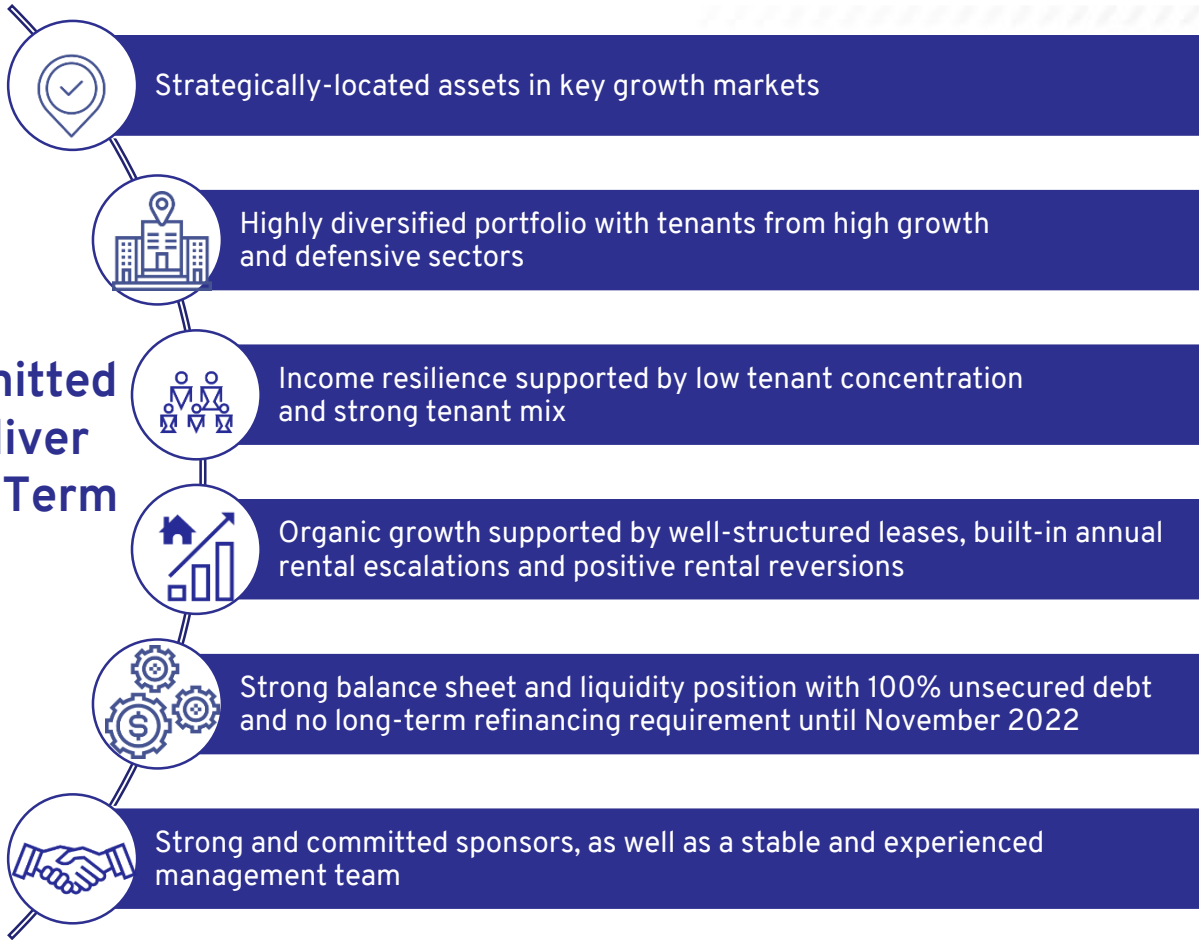 Strategically-located assets in key growth markets
Highly diversified portfolio with tenants from high growth
and defensive sectors
Income resilience supported by low tenant concentration
and strong tenant mix
Organic growth supported by well-structured leases, built-in annual
rental escalations and positive rental reversions
Strong balance sheet and liquidity position with 100% unsecured debt
and no long-term refinancing requirement until November 2022
Strong and committed sponsors, as well as a stable and experienced
management team
Term
$